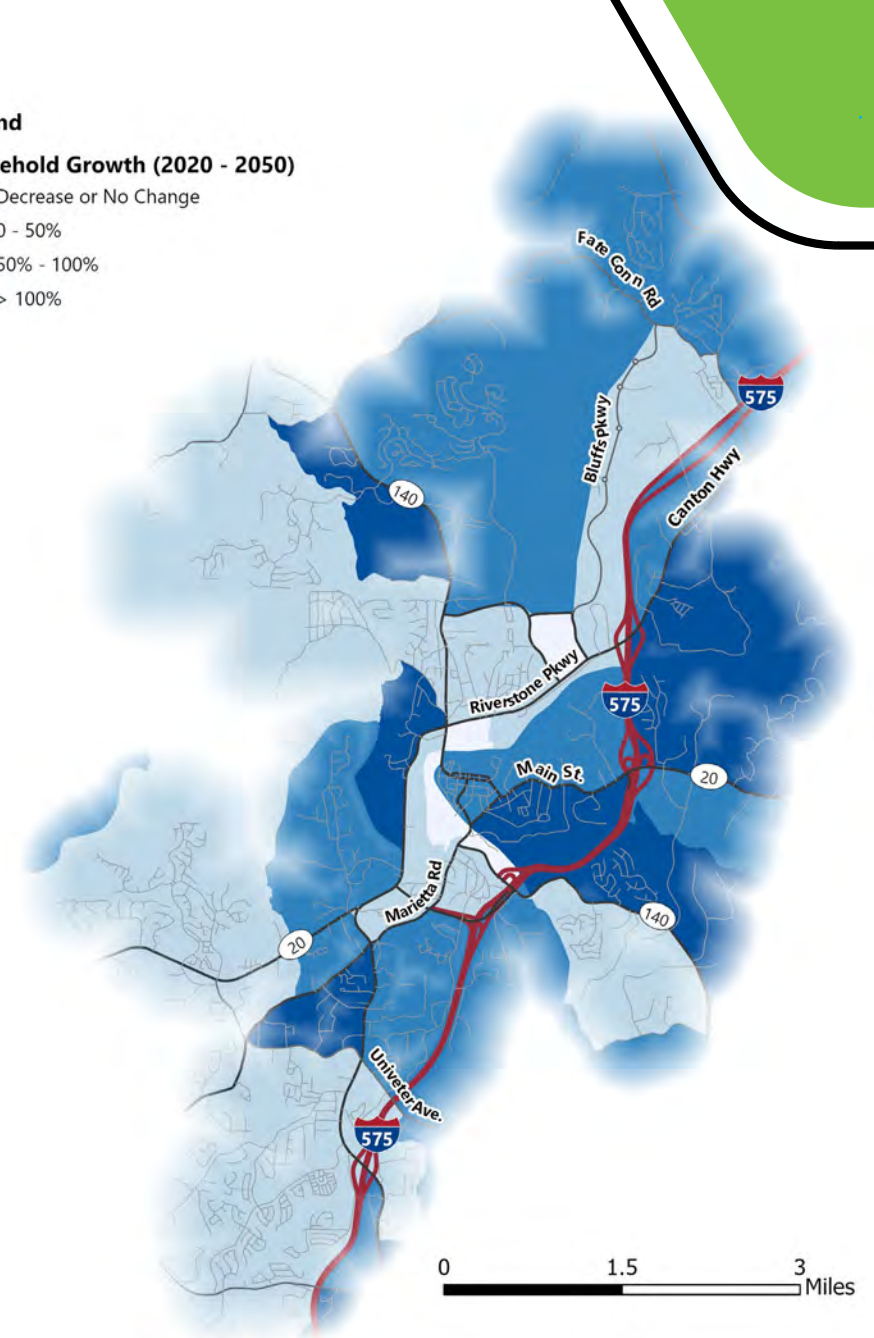 nd
ehold Growth (2020 - 2050)
Decrease or No Change
0 - 50%
50% - 100%
> 100%
Fate Conn Rd
575
Bluffs Pkwy
Canton Hwy
140
Riverstone Pkwy
575
Main St.
20
Marietta Rd
140
20
Univeter Ave.
575
0 1.5 3
Miles